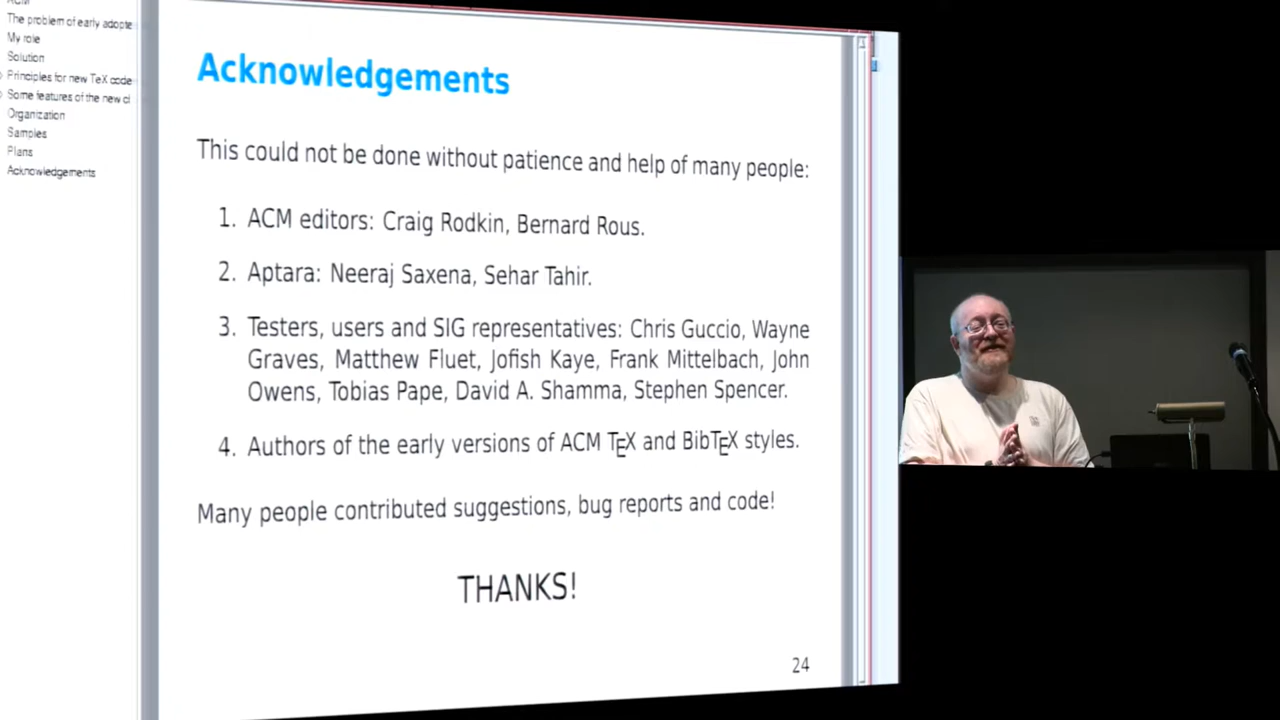 The problem of early adopte
My role
Solution
Principles for new TeX code
Some features of the new cl
Organization
Samples
Plans
Acknowledgements
Acknowledgements
This could not be done without patience and help of many people:
1. ACM editors: Craig Rodkin, Bernard Rous.
2. Aptara: Neeraj Saxena, Sehar Tahir.
3. Testers, users and SIG representatives: Chris Guccio, Wayne
Graves, Matthew Fluet, Jofish Kaye, Frank Mittelbach, John
Owens, Tobias Pape, David A. Shamma, Stephen Spencer.
4. Authors of the early versions of ACM TEX and BibTEX styles.
Many people contributed suggestions, bug reports and code!
THANKS!
24